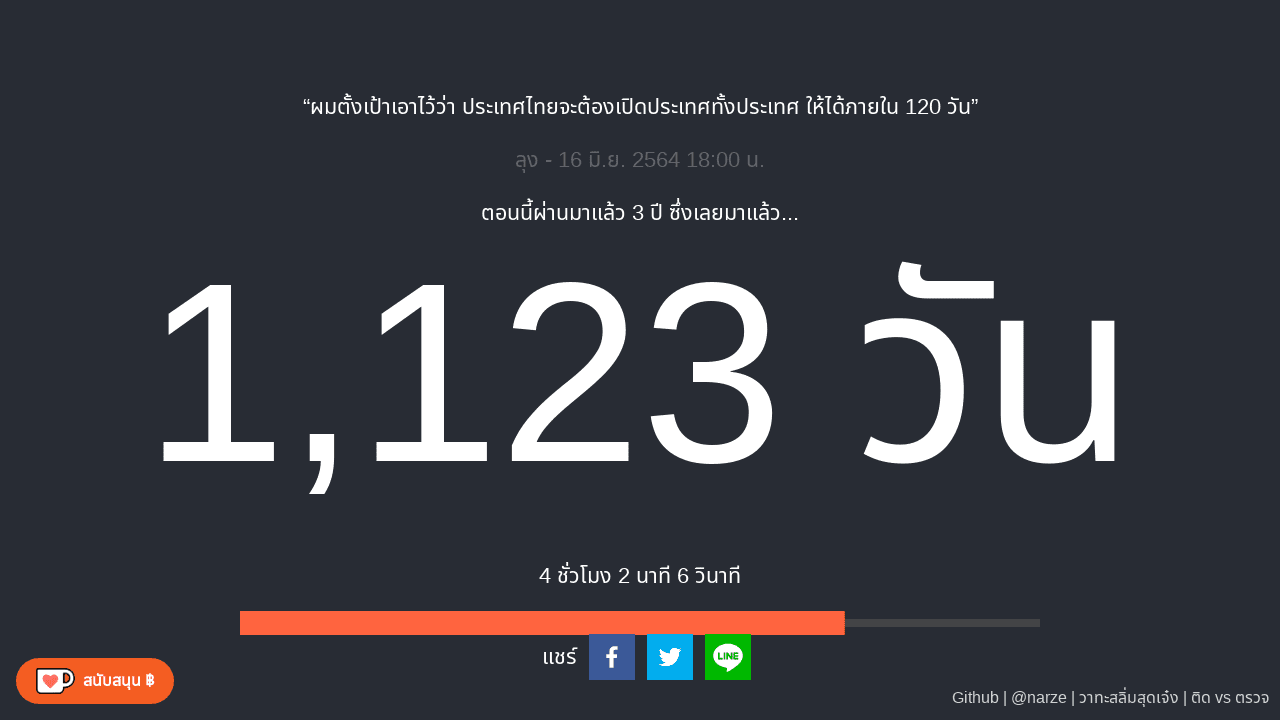 “ผมตั้งเป้าเอาไว้ว่า ประเทศไทยจะต้องเปิดประเทศทั้งประเทศ ให้ได้ภายใน 120 วัน”
ลุง - 16 มิ.ย. 2564 18:00 น.
ตอนนี้ผ่านมาแล้ว 3 ปี ซึ่งเลยมาแล้ว...
1,123 วัน
4 ชั่วโมง 2 นาที 6 วินาที
แชร์
LINE
สนับสนุน ฿
Github | @narze | วาทะสลิ่มสุดเจ๋ง | ติด vs ตรวจ